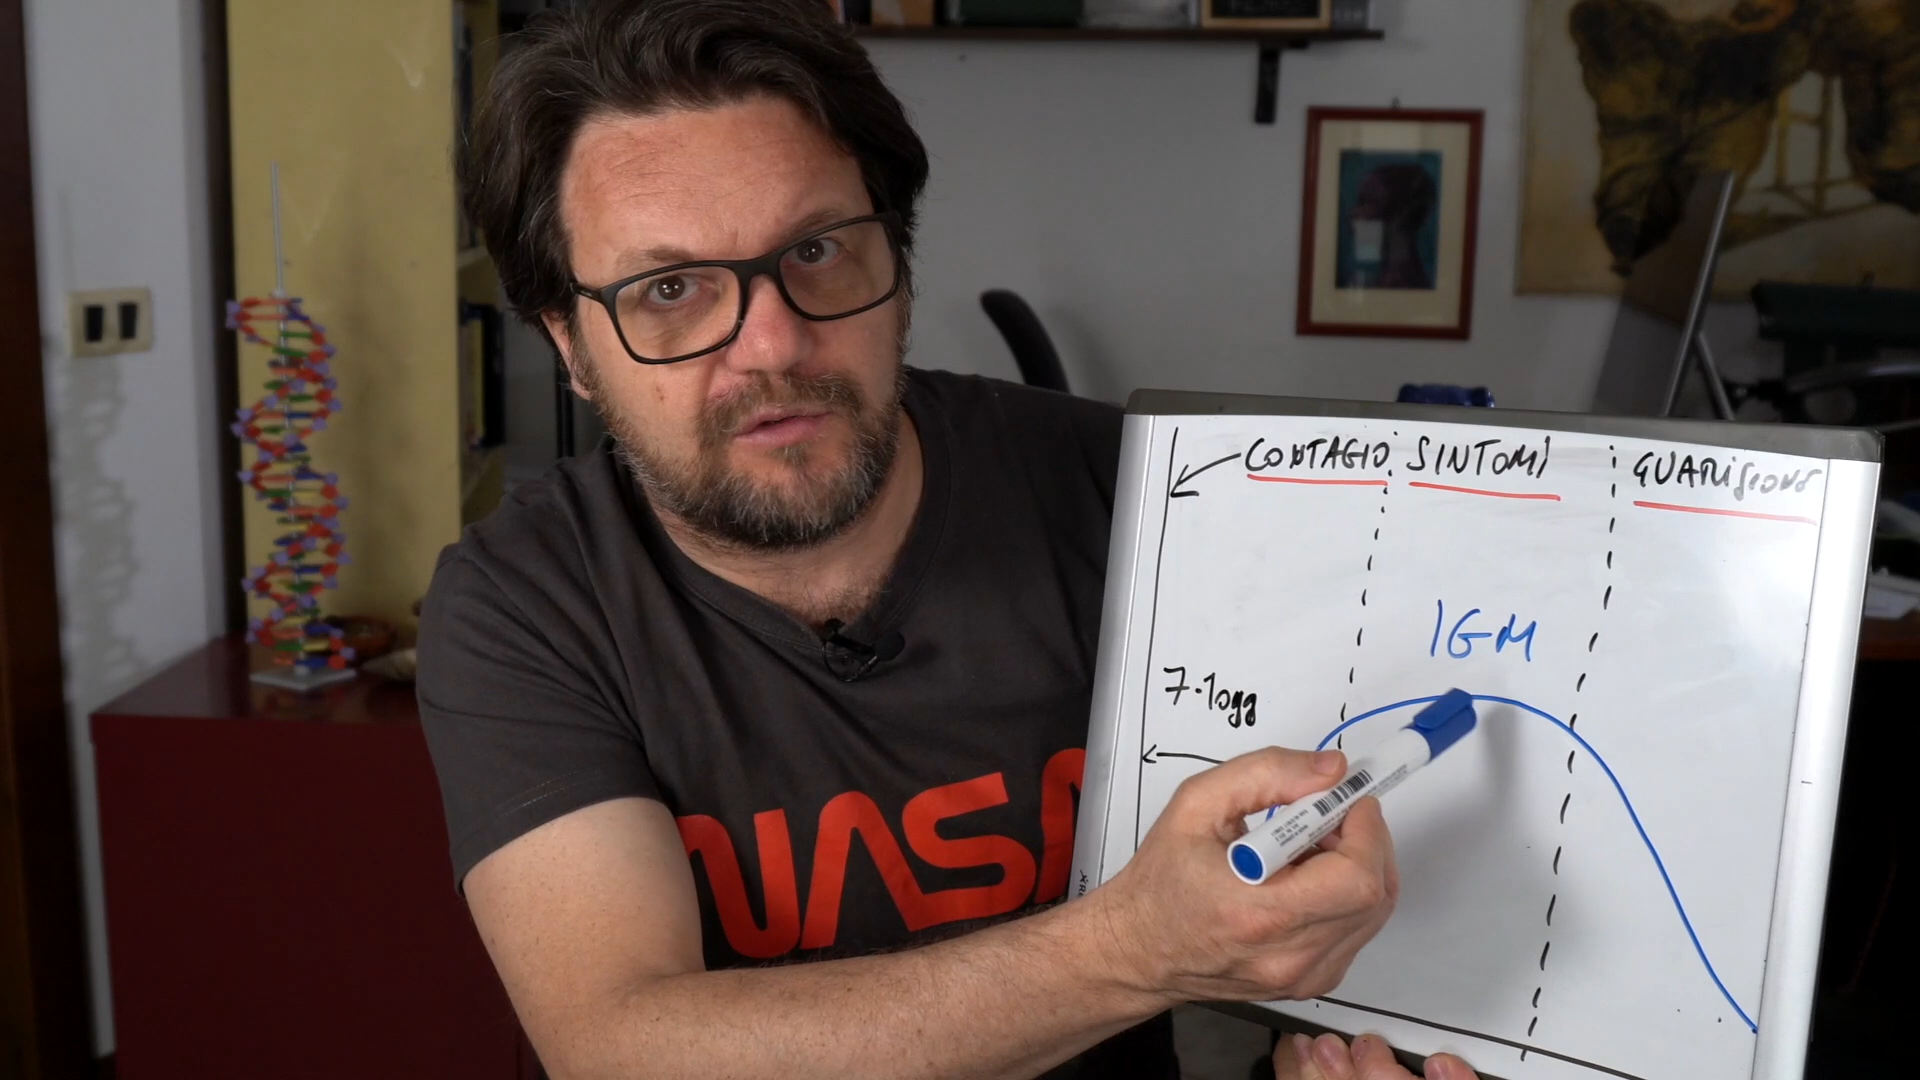 CONTAGIO SINTOMI GUARIGIONE
IGM
7-10gg
NASA